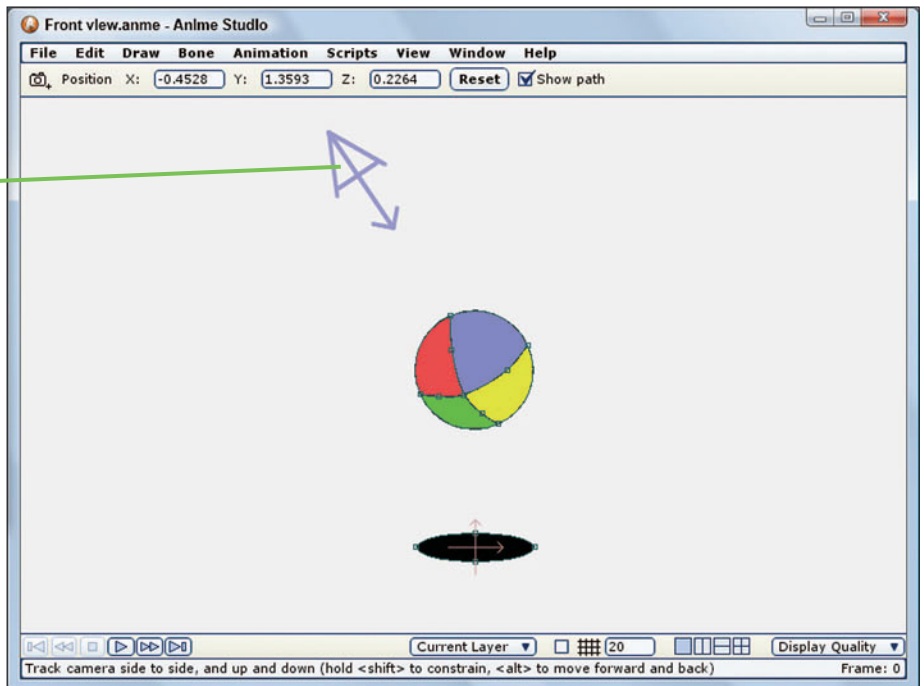 Front view.anme - Anime Studio
File Edit Draw Bone Animation Scripts View Window Help
Position X: -0.4528 Y: 1.3593 Z: 0.2264 Reset Show path
Current Layer 20 Display Quality
Track camera side to side, and up and down (hold <shift> to constrain, <alt> to move forward and back) Frame: 0